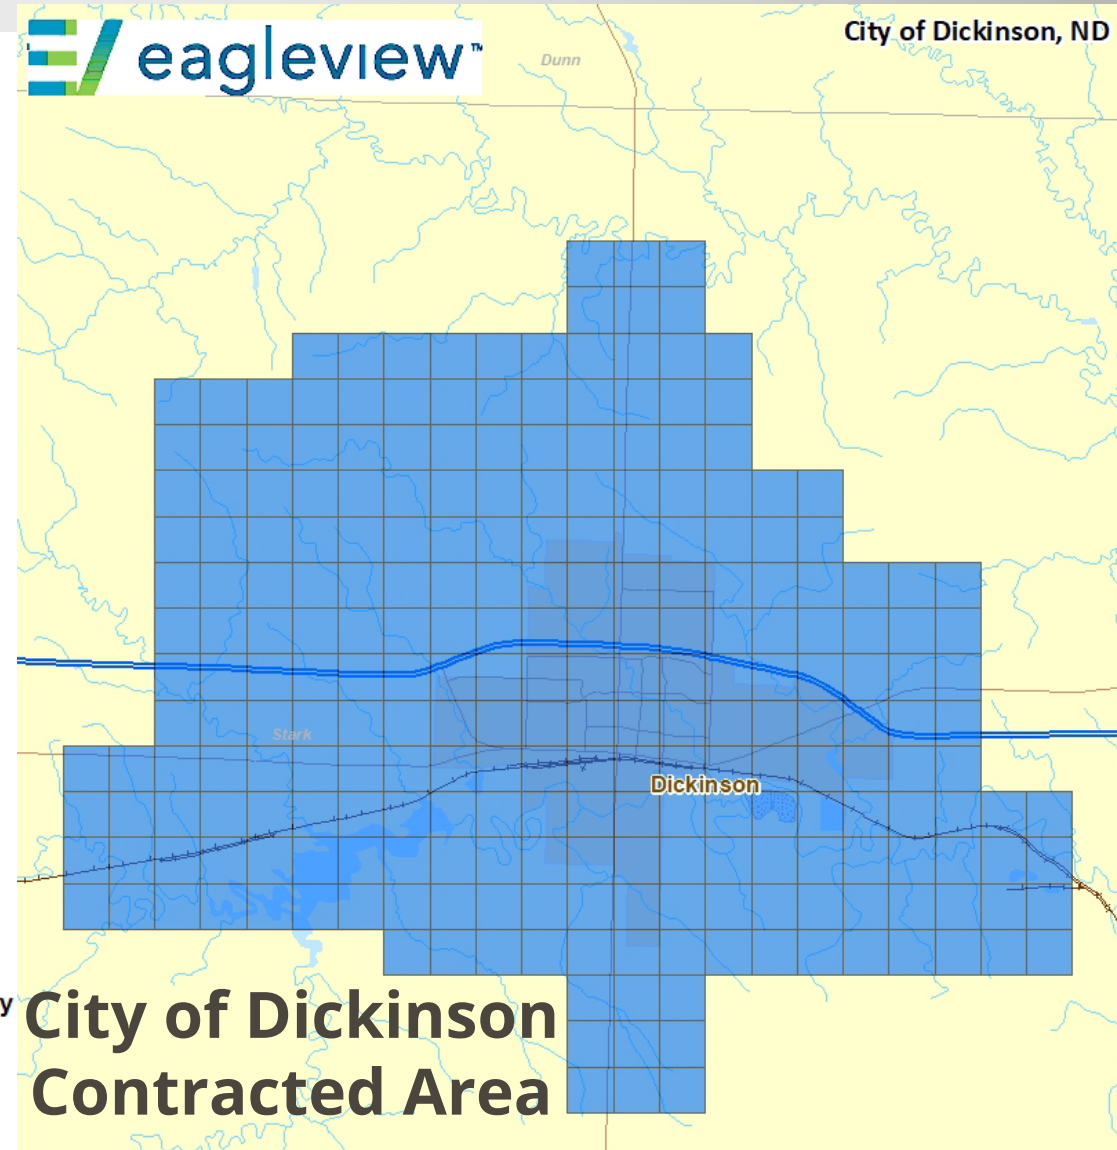 eagleview™
City of Dickinson, ND
Dunn
Stark
Dickinson
y
City of Dickinson
Contracted Area